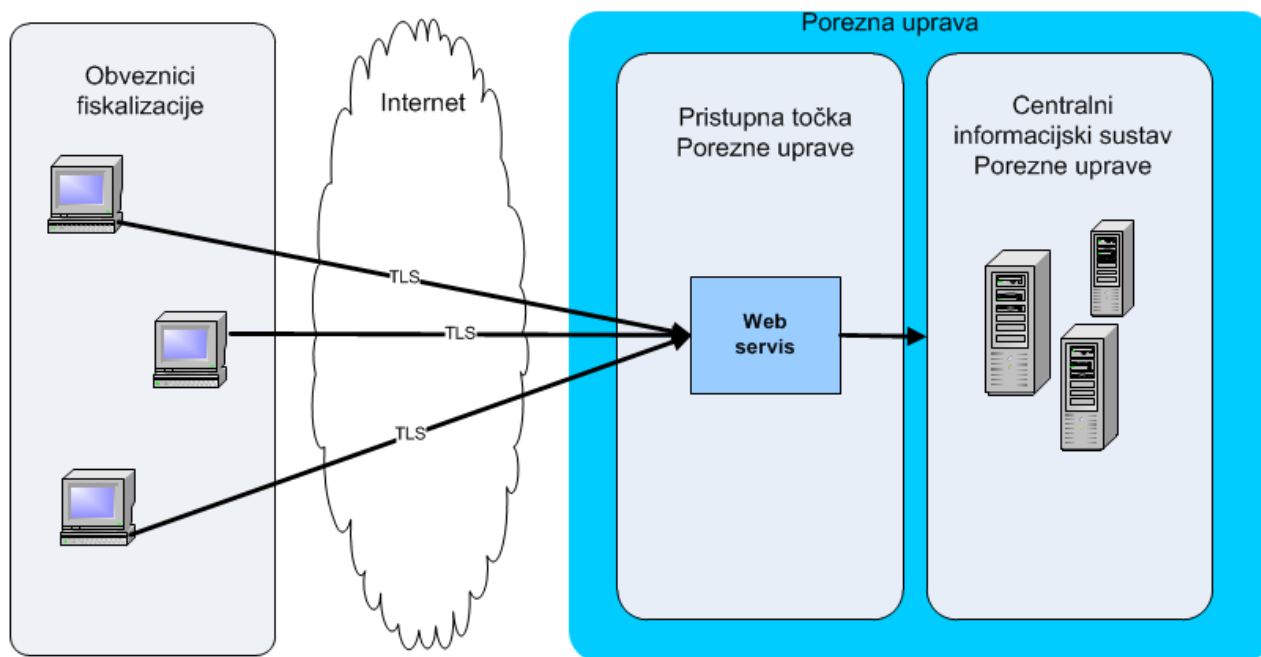 Porezna uprava
Obveznici
fiskalizacije
Internet
Pristupna točka
Porezne uprave
Centralni
informacijski sustav
Porezne uprave
TLS
TLS
TLS
Web
servis